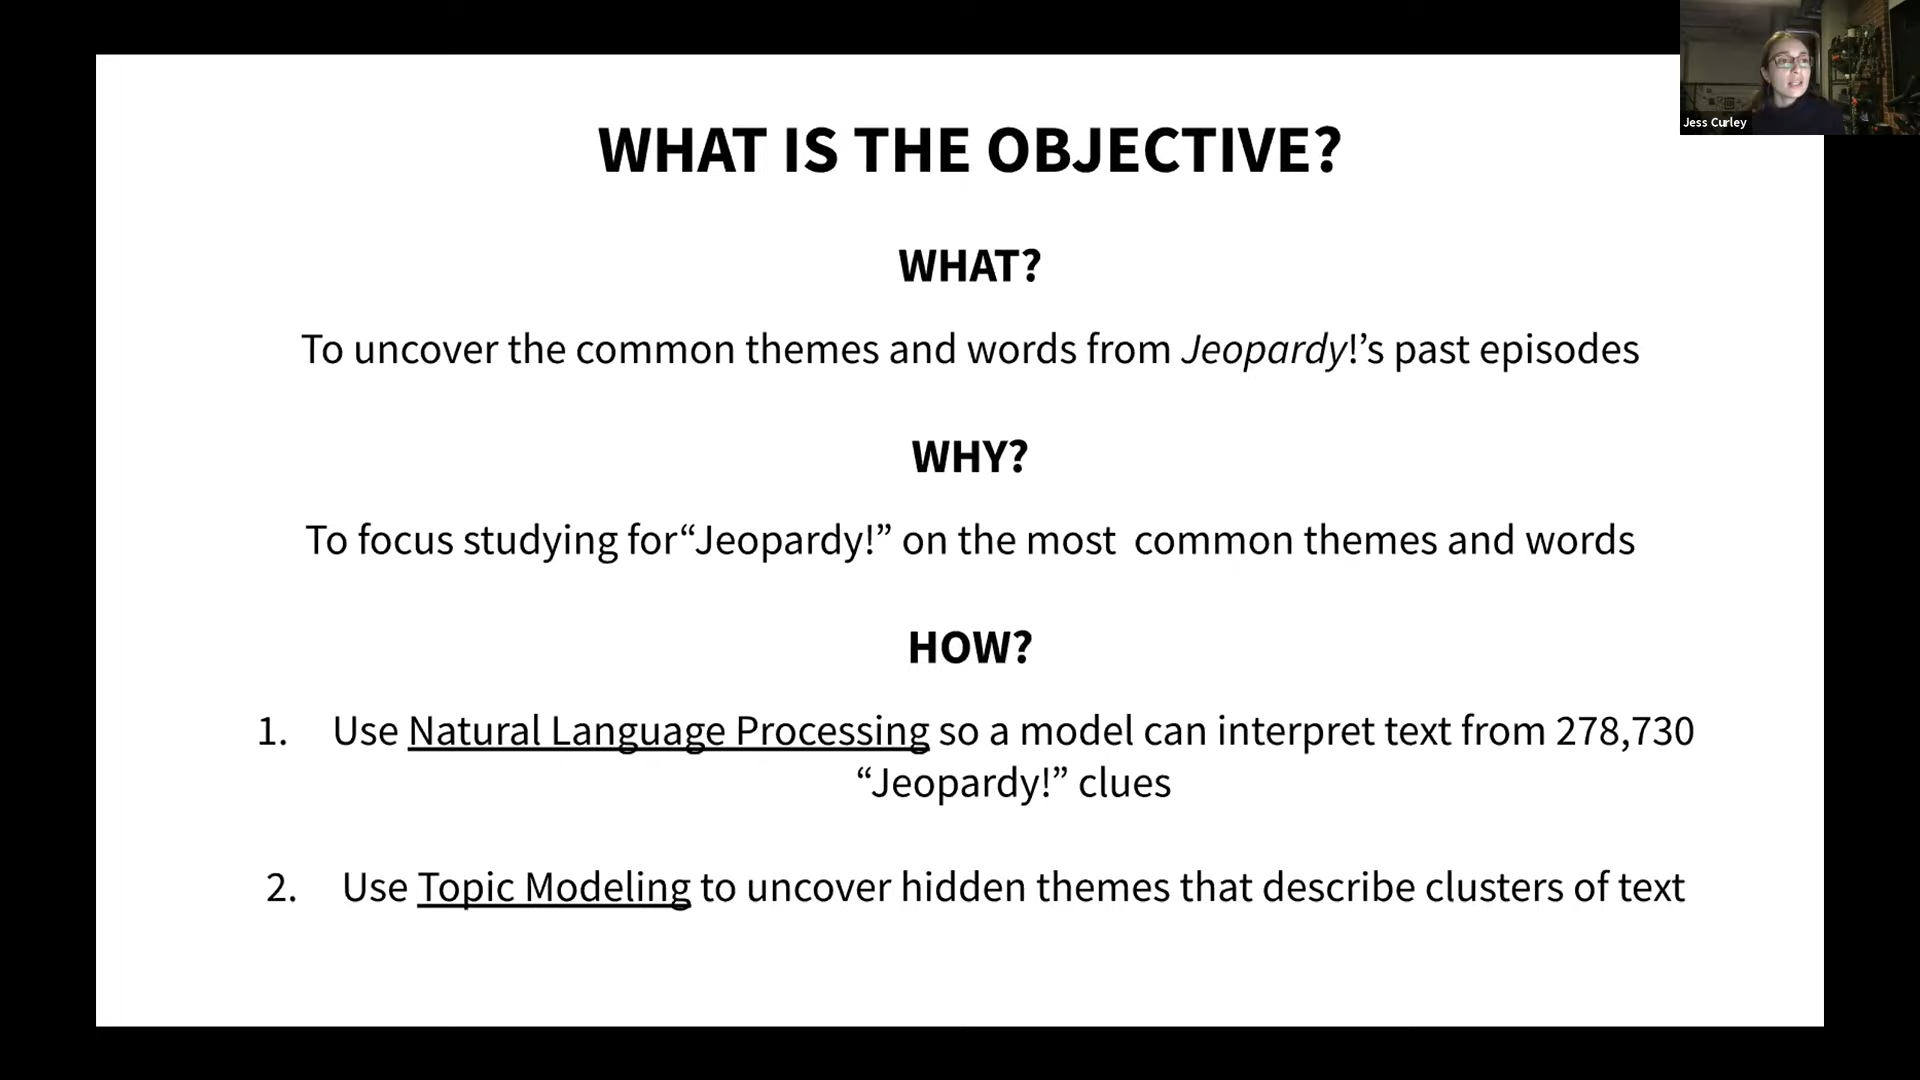 Jess Curley
WHAT IS THE OBJECTIVE?
WHAT?
To uncover the common themes and words from Jeopardy!’s past episodes
WHY?
To focus studying for“Jeopardy!” on the most  common themes and words
HOW?
1. Use Natural Language Processing so a model can interpret text from 278,730
“Jeopardy!” clues
2. Use Topic Modeling to uncover hidden themes that describe clusters of text